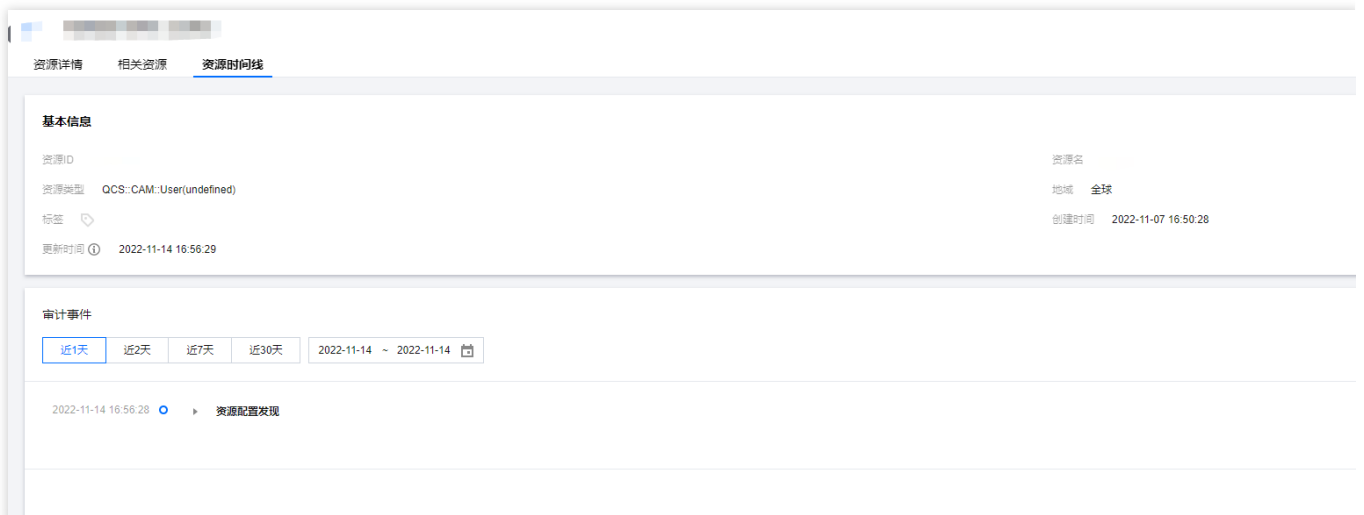 资源详情 相关资源 资源时间线
基本信息
资源ID 资源名
资源类型 QCS::CAM::User(undefined) 地域 全球
标签 创建时间 2022-11-07 16:50:28
更新时间 2022-11-14 16:56:29
审计事件
近1天 近2天 近7天 近30天 2022-11-14 ~ 2022-11-14
2022-11-14 16:56:28 资源配置发现